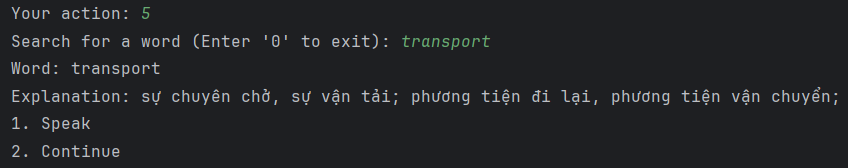 Your action: 5
Search for a word (Enter '0' to exit): transport
Word: transport
Explanation: sự chuyên chở, sự vận tải; phương tiện đi lại, phương tiện vận chuyển;
1. Speak
2. Continue